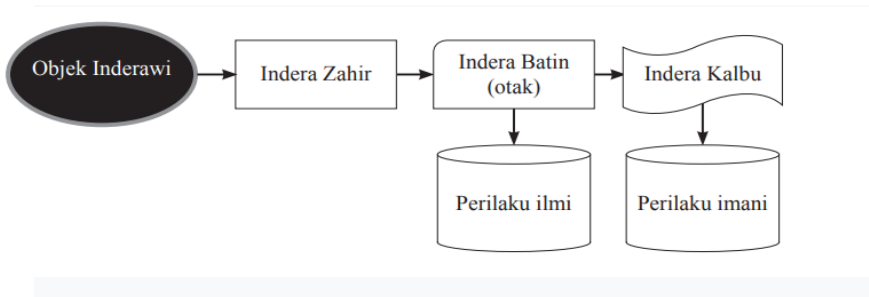 Objek Inderawi
Indera Zahir
Indera Batin
(otak)
Indera Kalbu
Perilaku ilmi
Perilaku imani